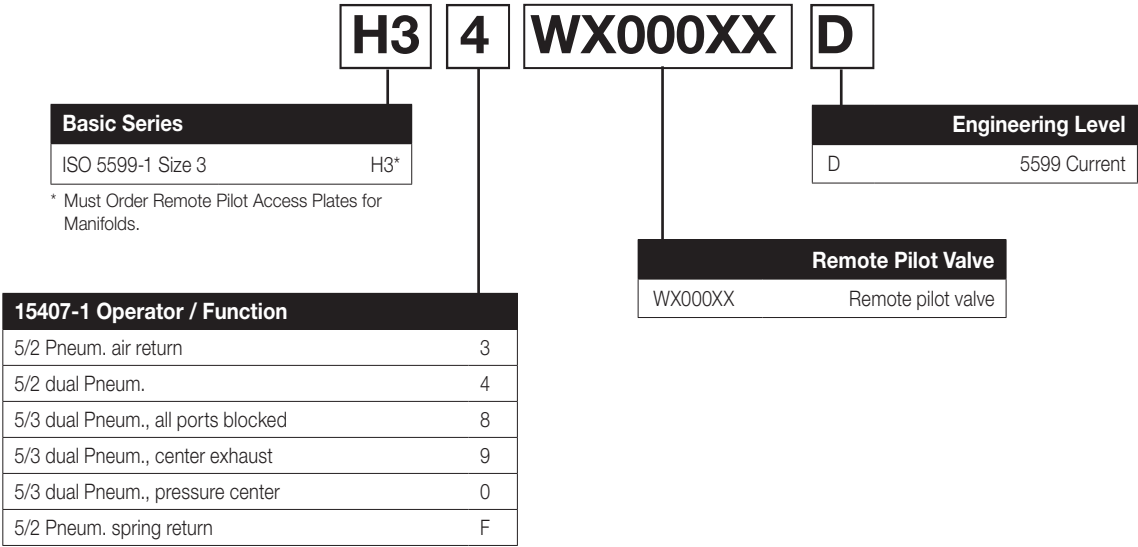 H3 4 WX000XX D
Basic Series
ISO 5599-1 Size 3 H3*
* Must Order Remote Pilot Access Plates for
Manifolds.
Engineering Level
D 5599 Current
Remote Pilot Valve
WX000XX Remote pilot valve
15407-1 Operator / Function
5/2 Pneum. air return 3
5/2 dual Pneum. 4
5/3 dual Pneum., all ports blocked 8
5/3 dual Pneum., center exhaust 9
5/3 dual Pneum., pressure center 0
5/2 Pneum. spring return F